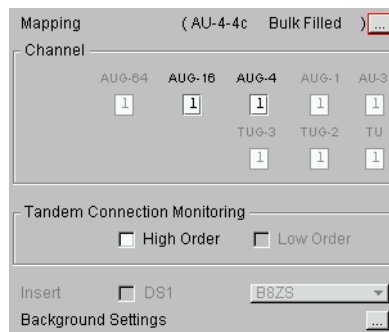 Mapping ( AU-4-4c Bulk Filled ) ...
Channel
AUG-64 AUG-16 AUG-4 AUG-1 AU-3
1 1 1 1 1
TUG-3 TUG-2 TU
1 1 1
Tandem Connection Monitoring
High Order Low Order
Insert DS1 B8ZS
Background Settings ...